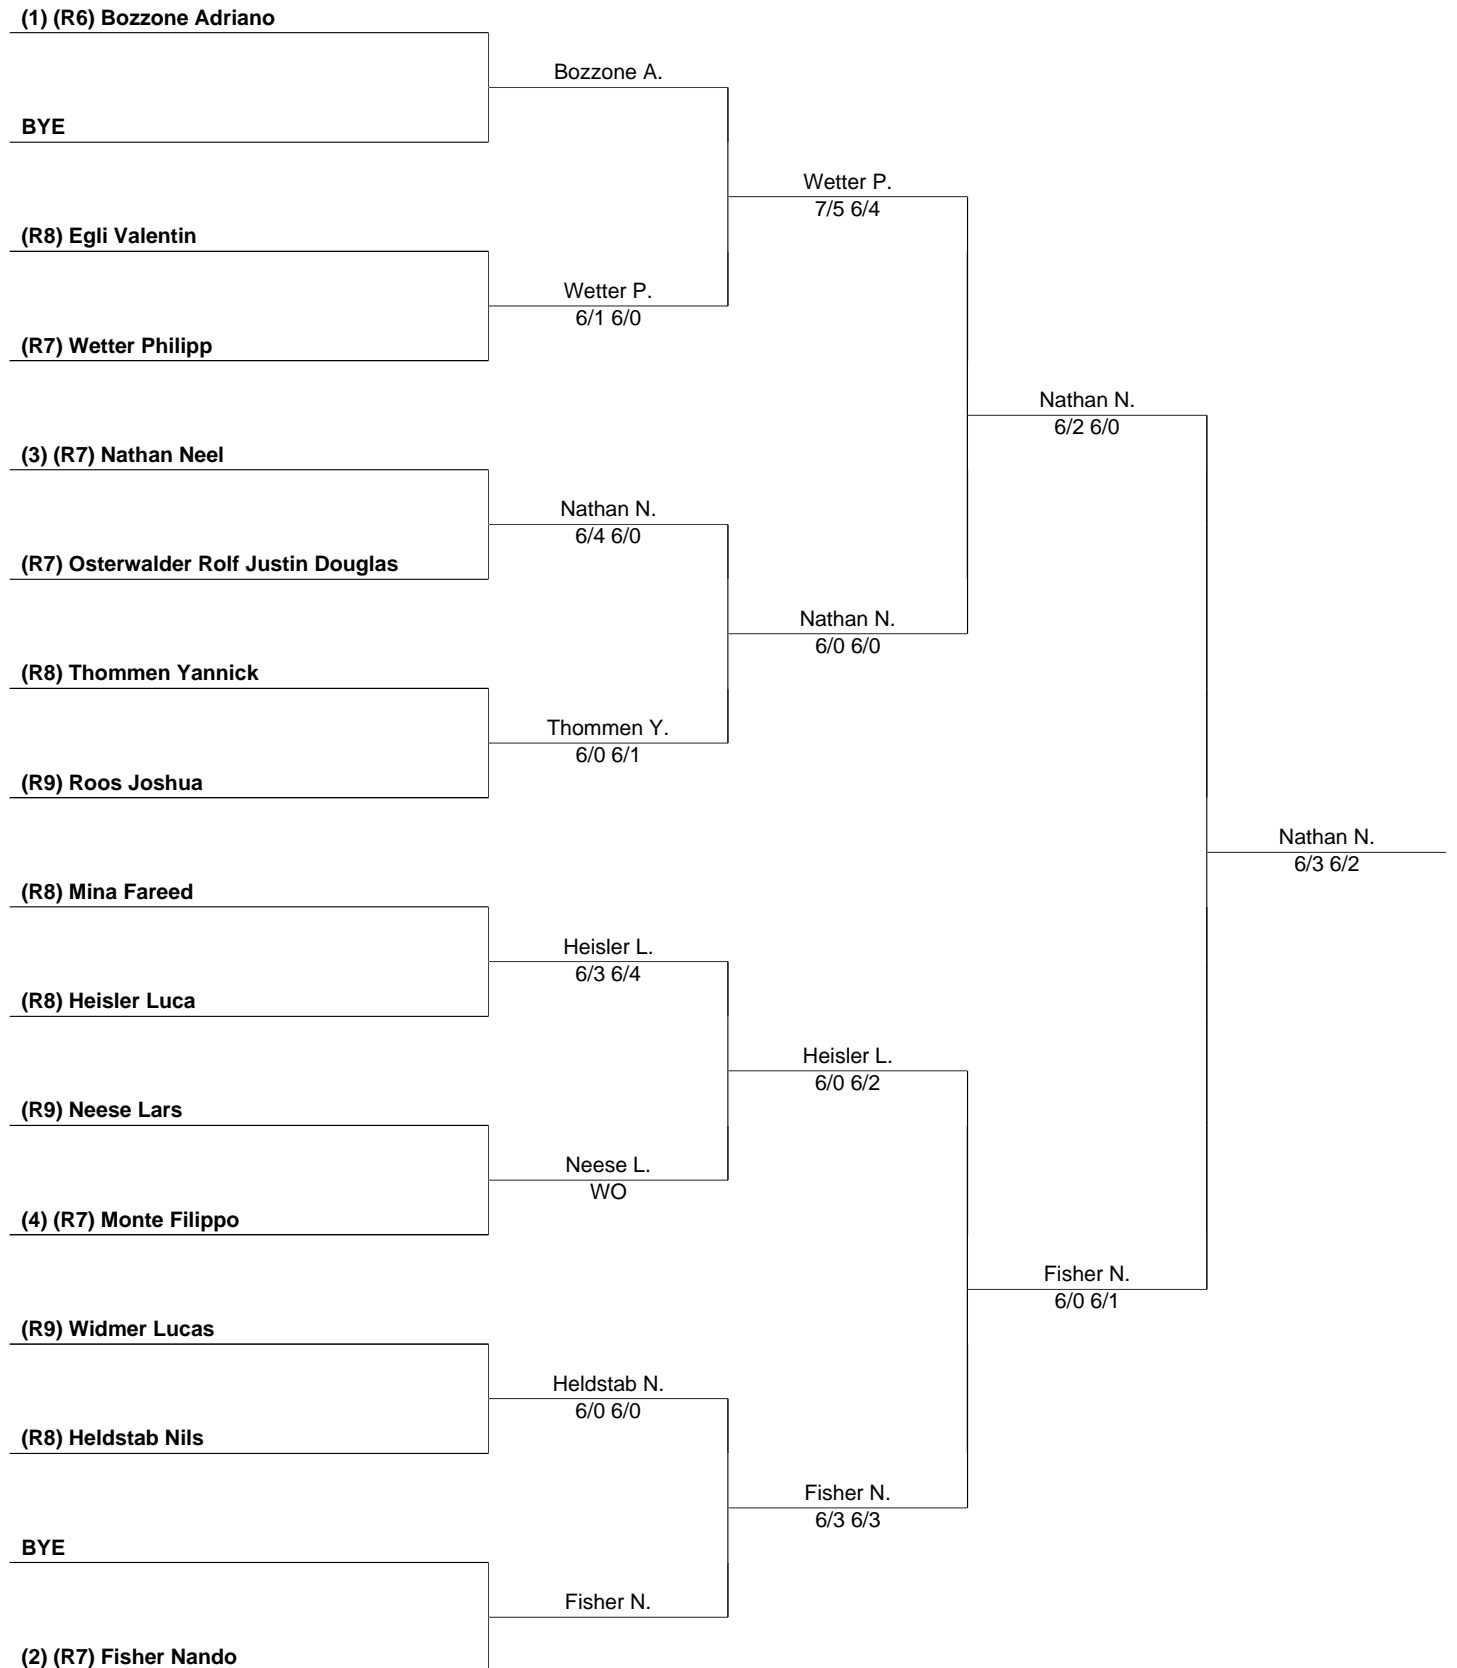 (1) (R6) Bozzone Adriano
Bozzone A.
BYE
Wetter P.
7/5 6/4
(R8) Egli Valentin
Wetter P.
6/1 6/0
(R7) Wetter Philipp
Nathan N.
6/2 6/0
(3) (R7) Nathan Neel
Nathan N.
6/4 6/0
(R7) Osterwalder Rolf Justin Douglas
Nathan N.
6/0 6/0
(R8) Thommen Yannick
Thommen Y.
6/0 6/1
(R9) Roos Joshua
Nathan N.
6/3 6/2
(R8) Mina Fareed
Heisler L.
6/3 6/4
(R8) Heisler Luca
Heisler L.
6/0 6/2
(R9) Neese Lars
Neese L.
WO
(4) (R7) Monte Filippo
Fisher N.
6/0 6/1
(R9) Widmer Lucas
Heldstab N.
6/0 6/0
(R8) Heldstab Nils
Fisher N.
6/3 6/3
BYE
Fisher N.
(2) (R7) Fisher Nando